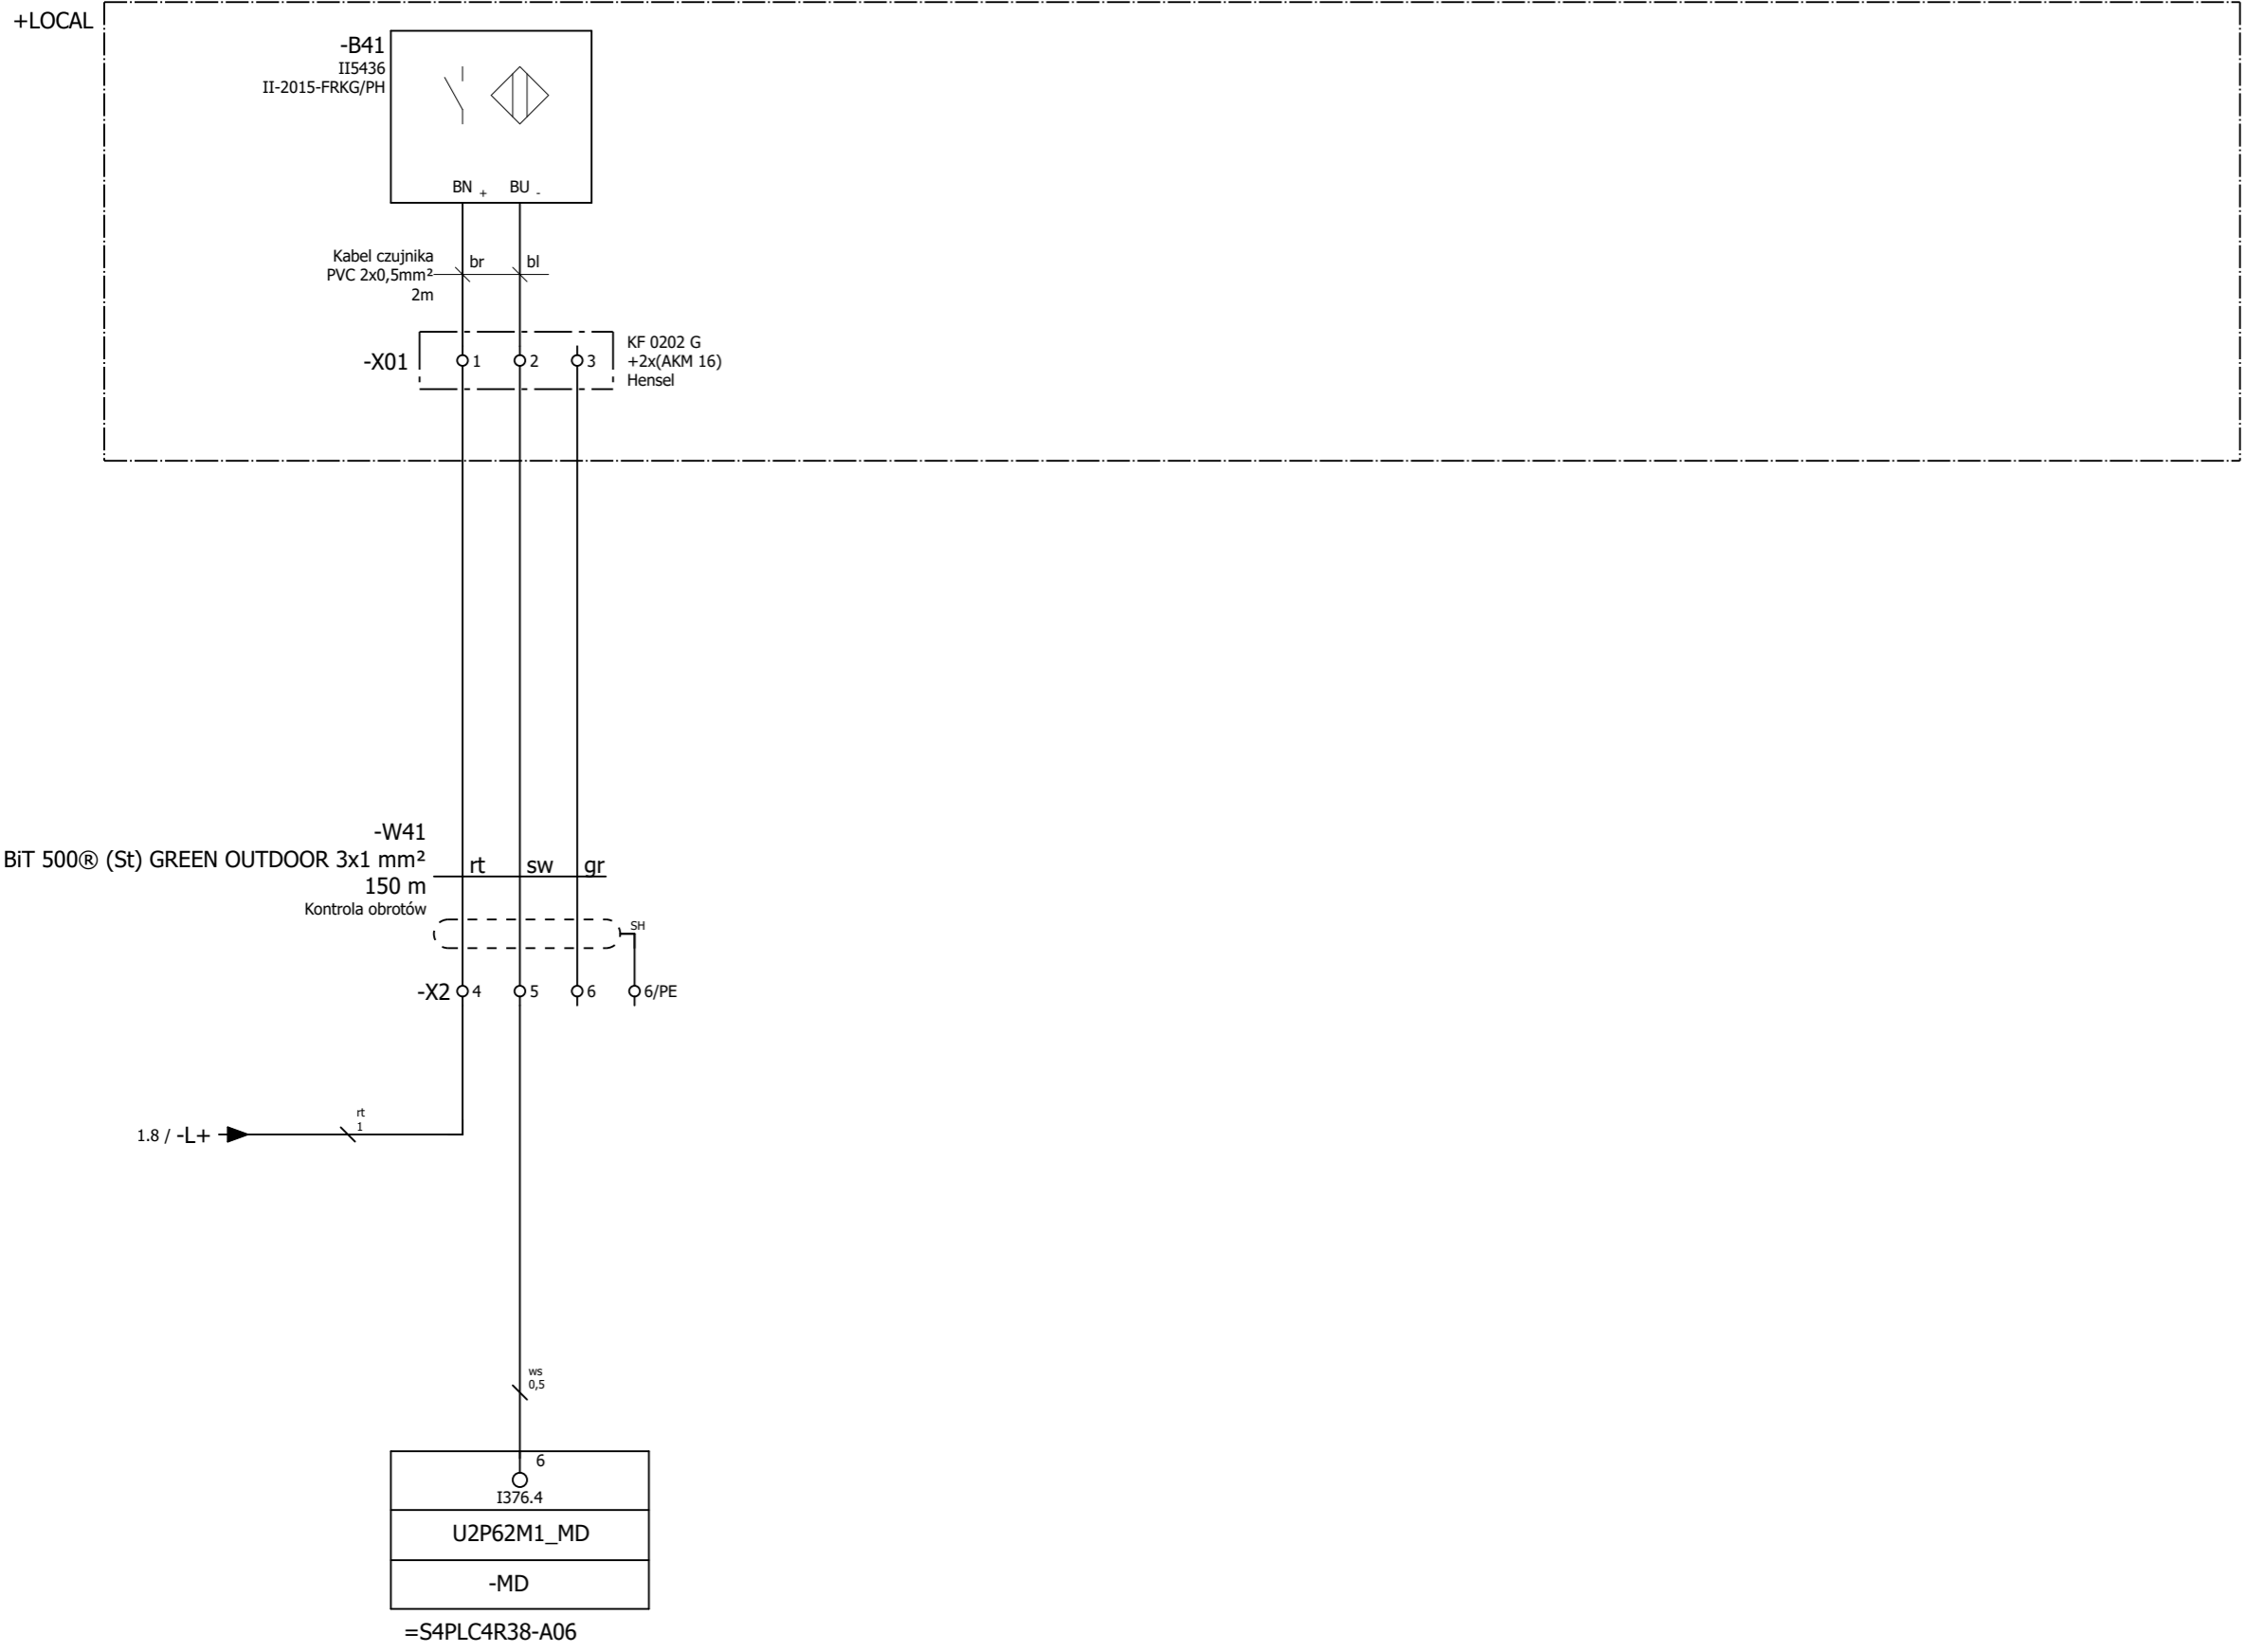 +LOCAL
-B41
II5436
II-2015-FRKG/PH
BN + BU -
Kabel czujnika
PVC 2x0,5mm²
2m
br bl
-X01 1 2 3
KF 0202 G
+2x(AKM 16)
Hensel
-W41
BiT 500® (St) GREEN OUTDOOR 3x1 mm²
150 m
Kontrola obrotów
rt sw gr
SH
-X2 4 5 6 6/PE
rt
1
1.8 / -L+
ws
0,5
6
I376.4
U2P62M1_MD
-MD
=S4PLC4R38-A06